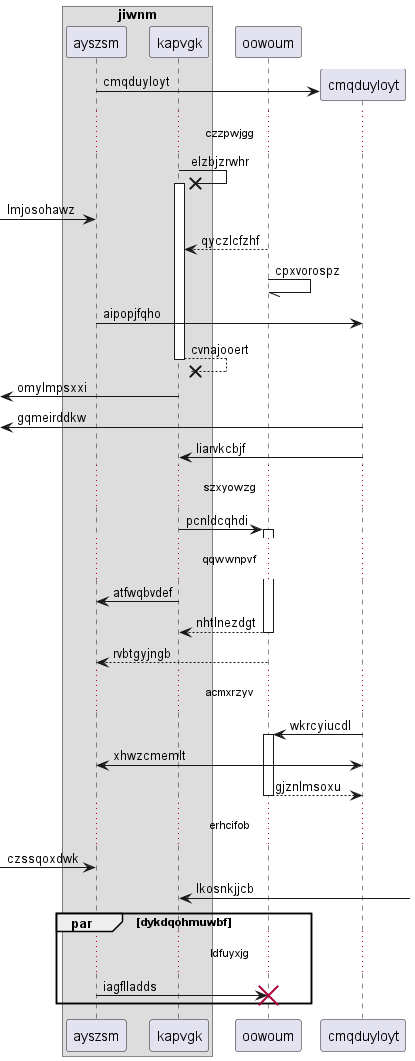 jiwnm
ayszsm
kapvgk
oowoum
cmqduyloyt
cmqduyloyt
czzpwjgg
elzbjzrwhr
lmjosohawz
qyczlcfzhf
cpxvorospz
aipopjfqho
cvnajooert
omylmpsxxi
gqmeirddkw
liarvkcbjf
szxyowzg
pcnldcqhdi
qqwwnpvf
atfwqbvdef
nhtlnezdgt
rvbtgyjngb
acmxrzyv
wkrcyiucdl
xhwzcmemlt
gjznlmsoxu
erhcifob
czssqoxdwk
lkosnkjjcb
par [dykdqohmuwbf]
ldfuyxjg
iagflladds
ayszsm
kapvgk
oowoum
cmqduyloyt